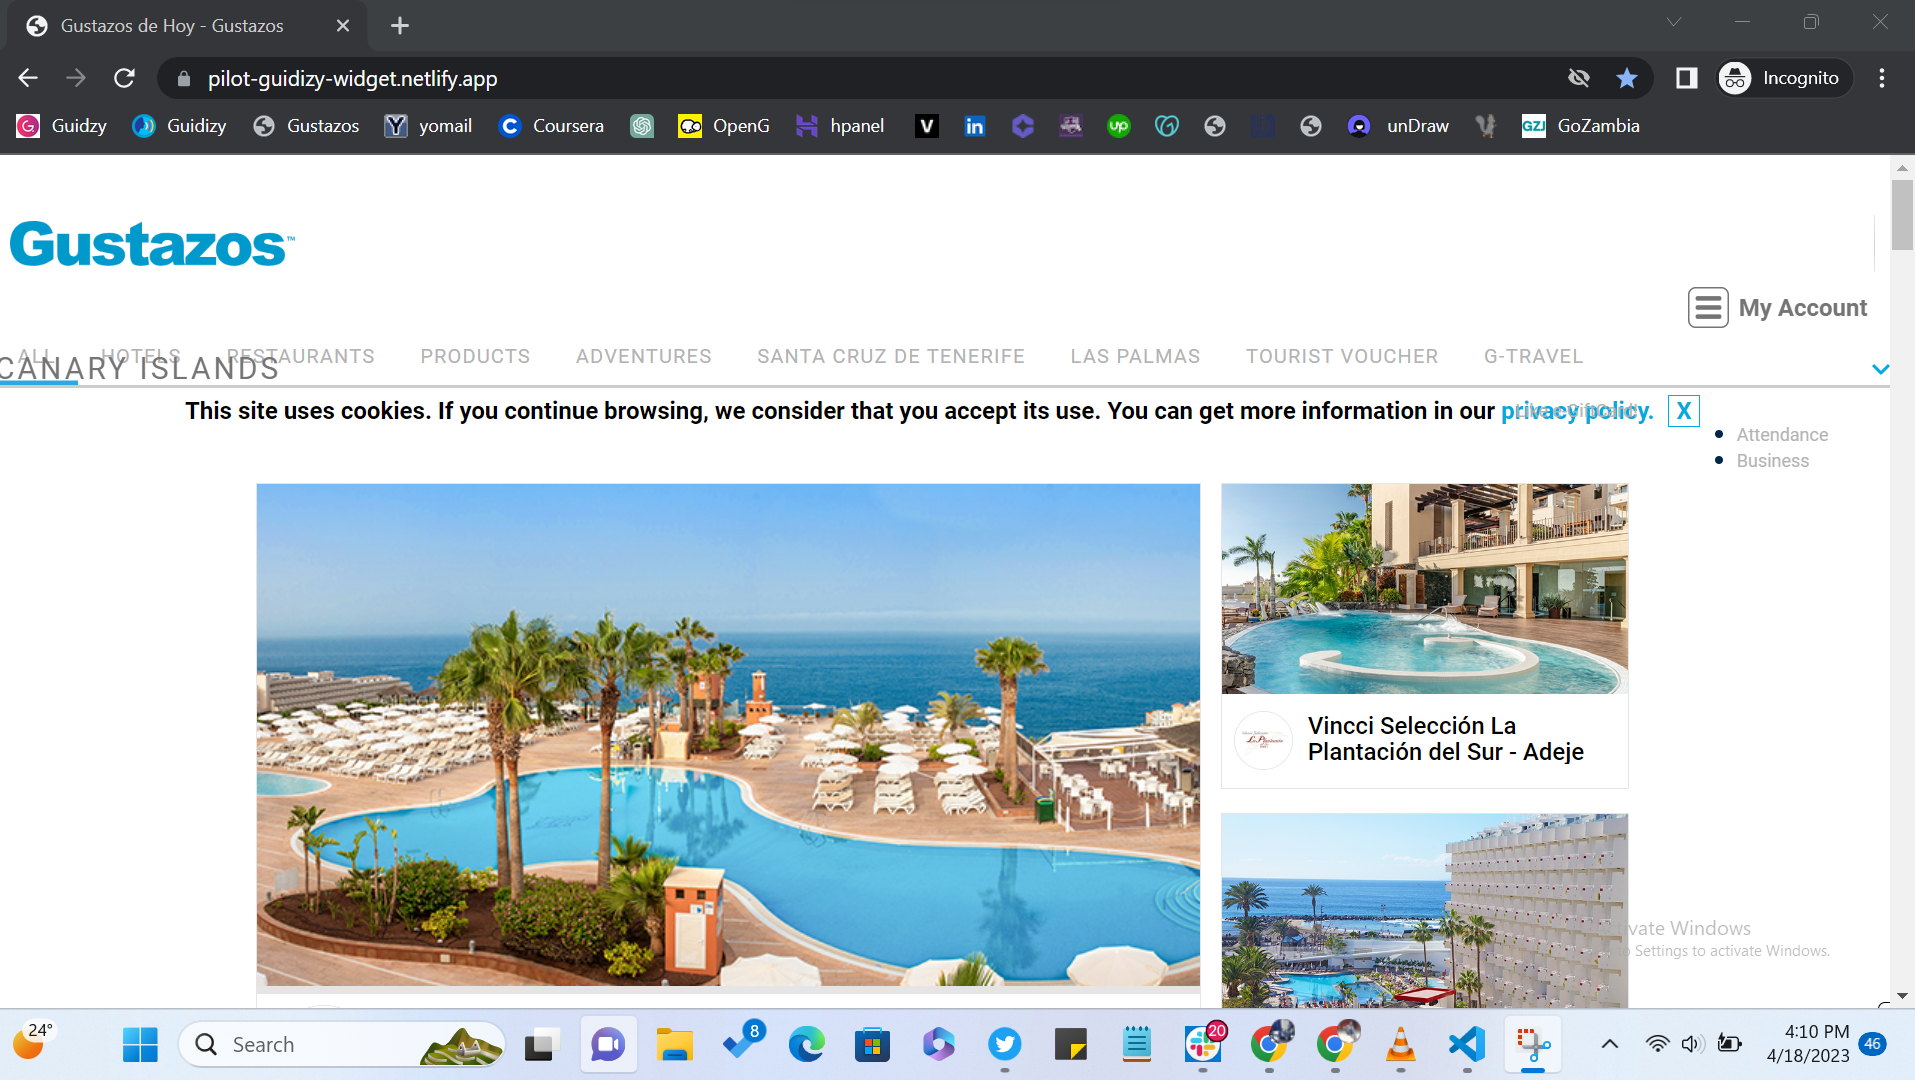 Gustazos de Hoy - Gustazos
pilot-guidizy-widget.netlify.app
Incognito
Guidzy
Guidizy
Gustazos
yomail
Coursera
OpenG
hpanel
unDraw
GZJ GoZambia
Gustazos™
My Account
ALL HOTELS RESTAURANTS PRODUCTS ADVENTURES SANTA CRUZ DE TENERIFE LAS PALMAS TOURIST VOUCHER G-TRAVEL
CANARY ISLANDS
This site uses cookies. If you continue browsing, we consider that you accept its use. You can get more information in our privacy policy. X
Attendance
Business
Vincci Selección La
Plantación del Sur - Adeje
vate Windows
Settings to activate Windows.
24°
Search
8
20
4:10 PM
4/18/2023
46